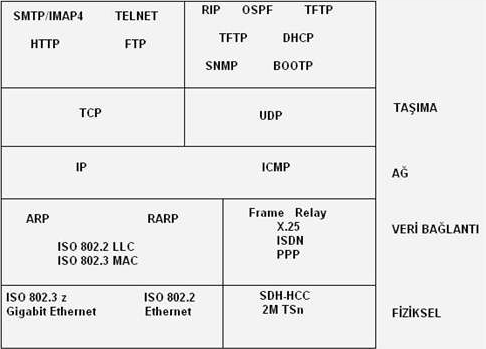 SMTP/IMAP4 TELNET
HTTP FTP
RIP OSPF TFTP
TFTP DHCP
SNMP BOOTP
TCP
UDP
TAŞIMA
IP
ICMP
AĞ
ARP RARP
ISO 802.2 LLC
ISO 802.3 MAC
Frame Relay
X.25
ISDN
PPP
VERİ BAĞLANTI
ISO 802.3 z
Gigabit Ethernet
ISO 802.2
Ethernet
SDH-HCC
2M TSn
FİZİKSEL